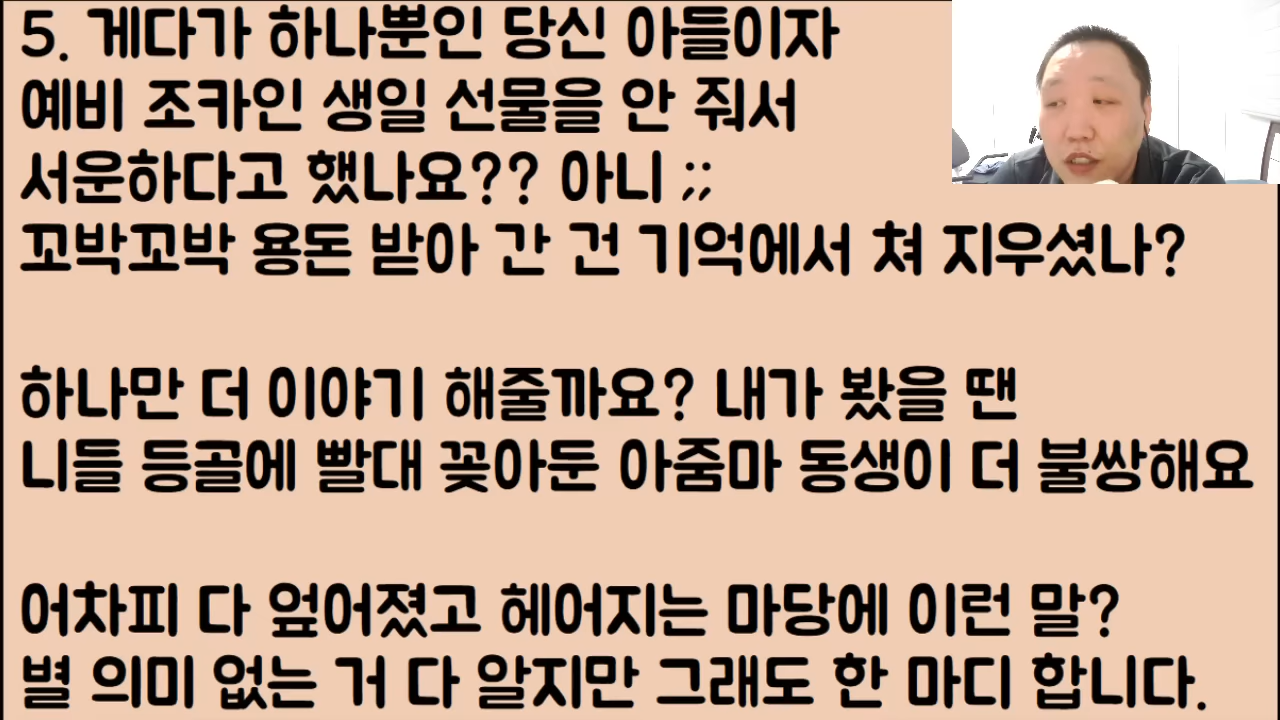 5. 게다가 하나뿐인 당신 아들이자
예비 조카인 생일 선물을 안 줘서
서운하다고 했나요?? 아니 ;;
꼬박꼬박 용돈 받아 간 건 기억에서 쳐 지우셨나?
하나만 더 이야기 해줄까요? 내가 봤을 땐
니들 등골에 빨대 꽂아둔 아줌마 동생이 더 불쌍해요
어차피 다 엎어졌고 헤어지는 마당에 이런 말?
별 의미 없는 거 다 알지만 그래도 한 마디 합니다.